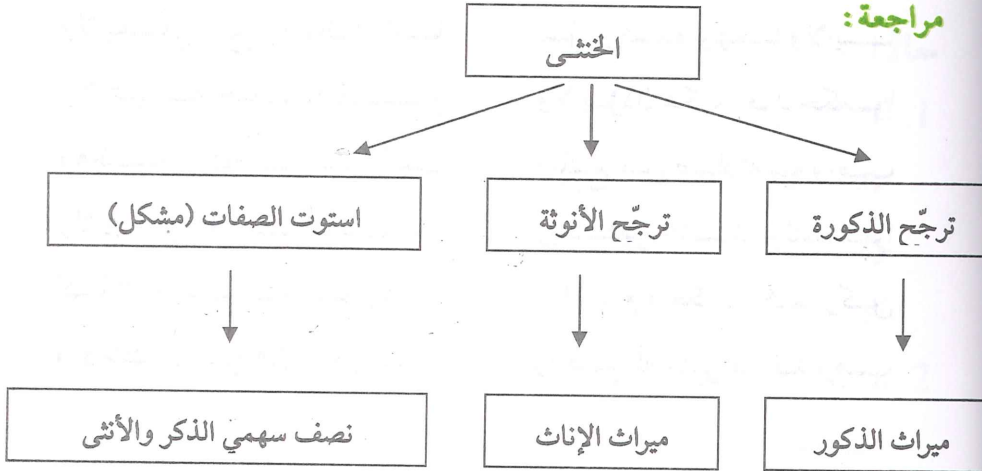 مراجعة:
الخنثى
ترجّح الذكورة
ترجّح الأنوثة
استوت الصفات (مشكل)
ميراث الذكور
ميراث الإناث
نصف سهمي الذكر والأنثى